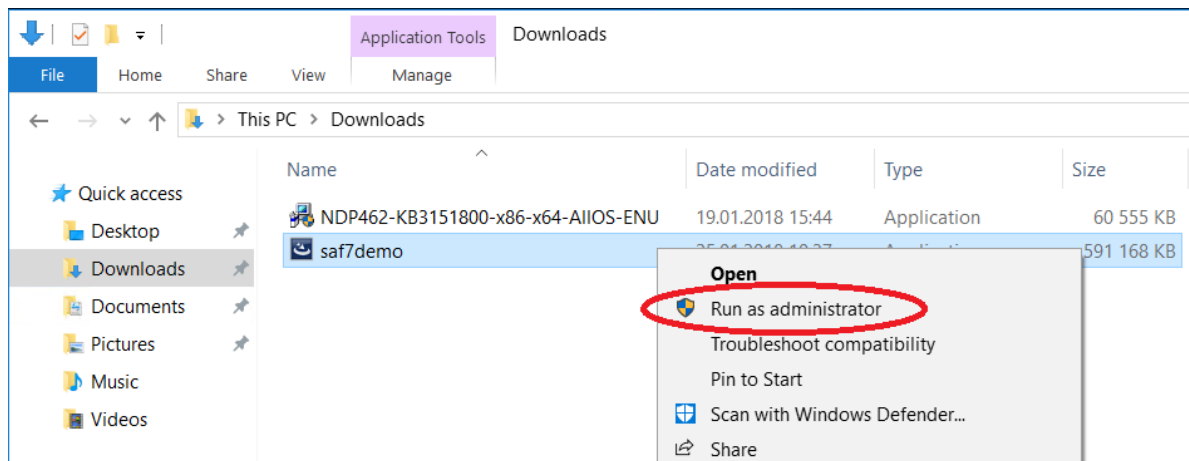 Application Tools Downloads
File Home Share View Manage
This PC > Downloads
Name Date modified Type Size
Quick access
NDP462-KB3151800-x86-x64-AllOS-ENU 19.01.2018 15:44 Application 60 555 KB
Desktop
saf7demo 591 168 KB
Downloads
Open
Documents
Run as administrator
Pictures
Troubleshoot compatibility
Music
Pin to Start
Videos
Scan with Windows Defender...
Share